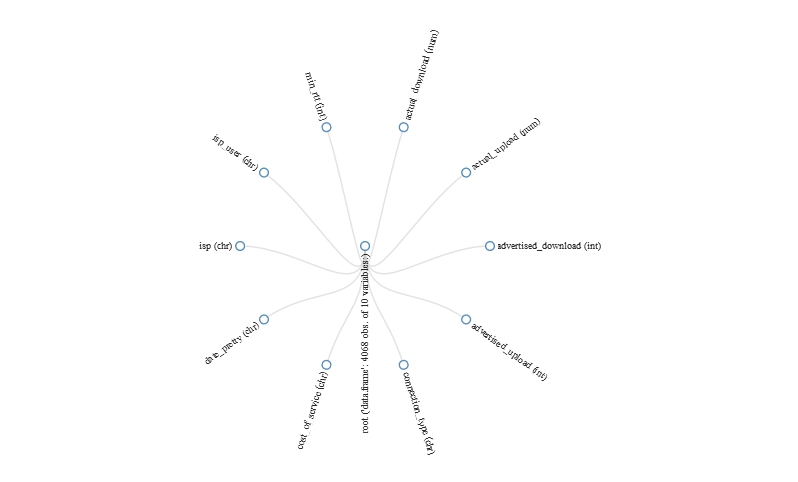 actual_download (num)
min_rtt (int)
actual_upload (num)
isp_user (chr)
isp (chr)
advertised_download (int)
root ('data.frame': 4068 obs. of 10 variables:)
date_pretty (chr)
advertised_upload (int)
cost_of_service (chr)
connection_type (chr)